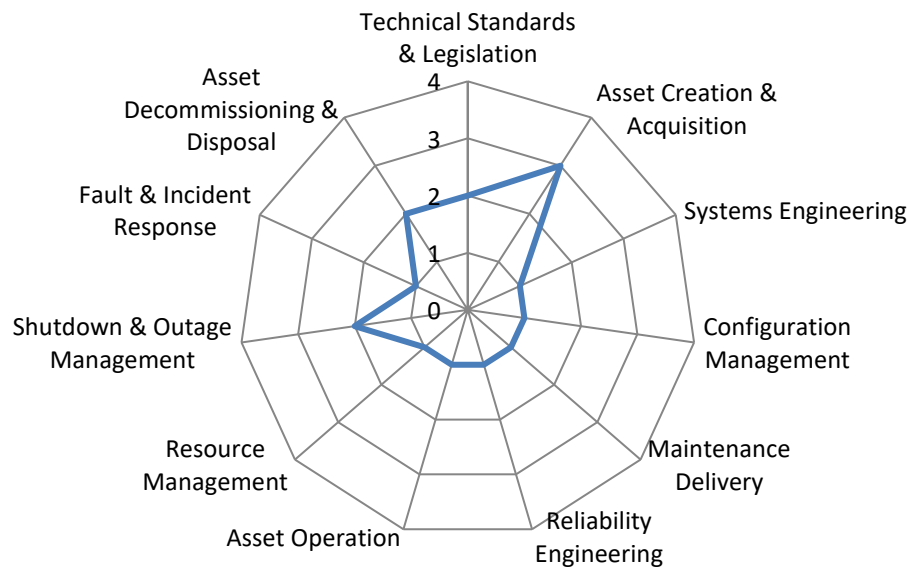 Technical Standards
& Legislation
Asset Creation &
Acquisition
Systems Engineering
Configuration
Management
Maintenance
Delivery
Reliability
Engineering
Asset Operation
Resource
Management
Shutdown & Outage
Management
Fault & Incident
Response
Asset
Decommissioning &
Disposal
4
3
2
1
0